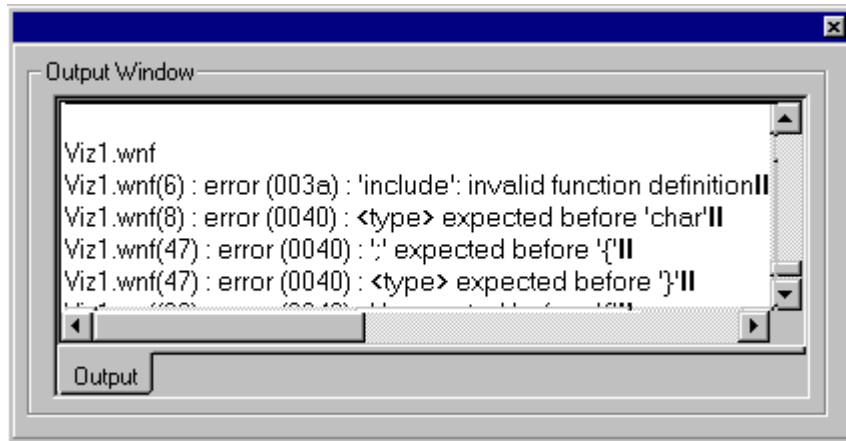 Output Window
Viz1.wnf
Viz1.wnf(6) : error (003a) : 'include': invalid function definition
Viz1.wnf(8) : error (0040) : <type> expected before 'char'
Viz1.wnf(47) : error (0040) : ';' expected before '{'
Viz1.wnf(47) : error (0040) : <type> expected before '}'
Output